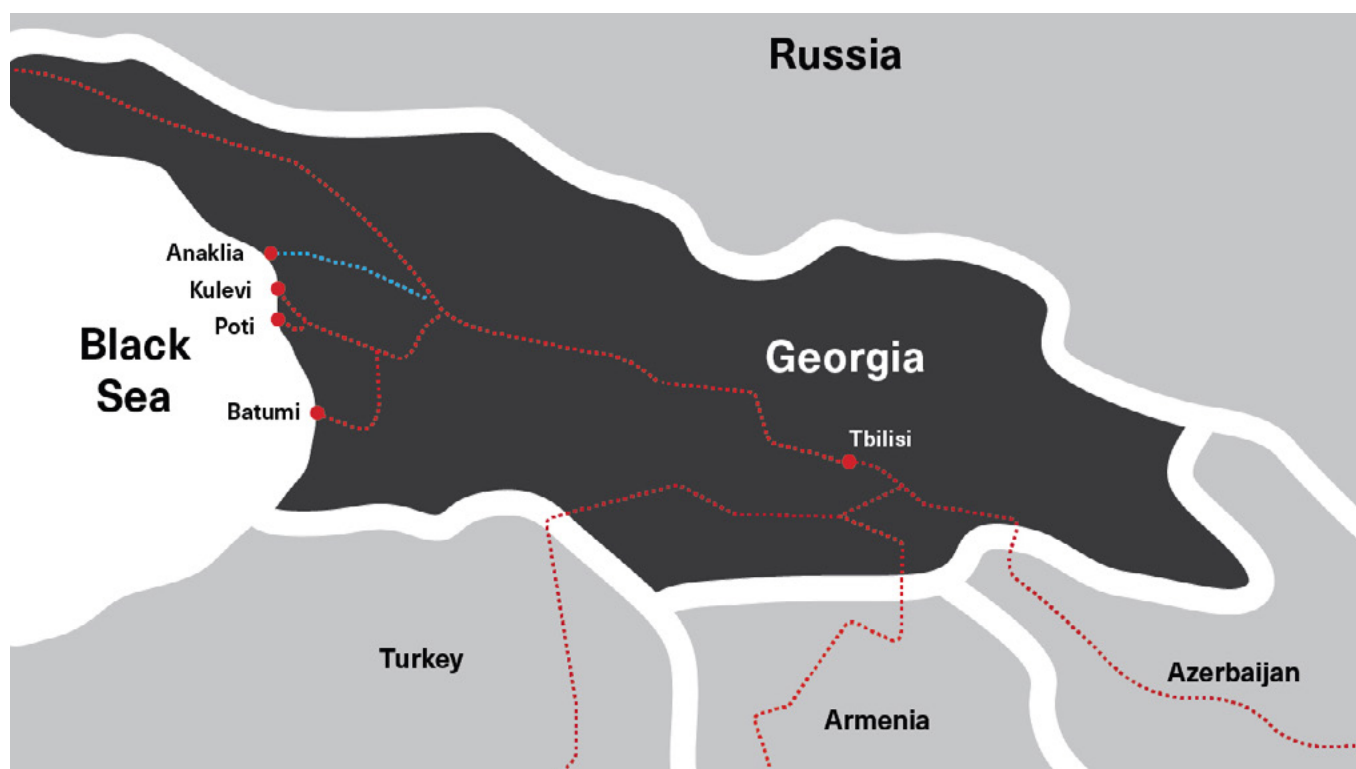 Russia
Anaklia
Kulevi
Poti
Black
Sea
Georgia
Batumi
Tbilisi
Turkey
Azerbaijan
Armenia